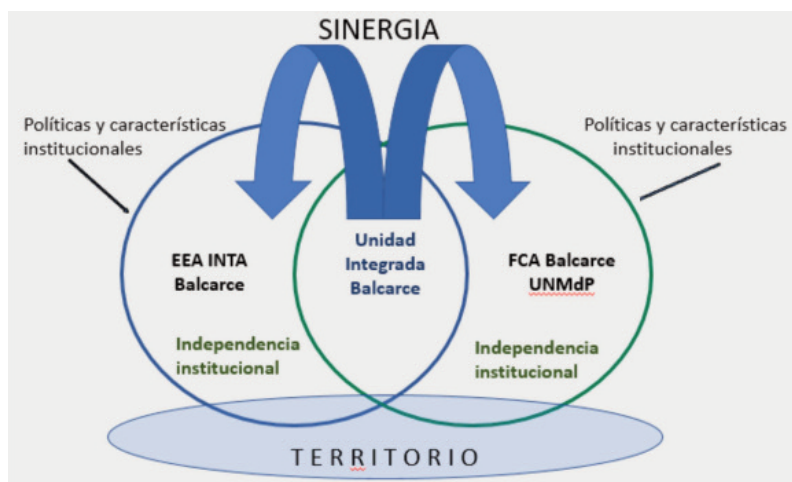 SINERGIA
Políticas y características
institucionales
Políticas y características
institucionales
EEA INTA
Balcarce
Unidad
Integrada
Balcarce
FCA Balcarce
UNMdP
Independencia
institucional
Independencia
institucional
TERRITORIO